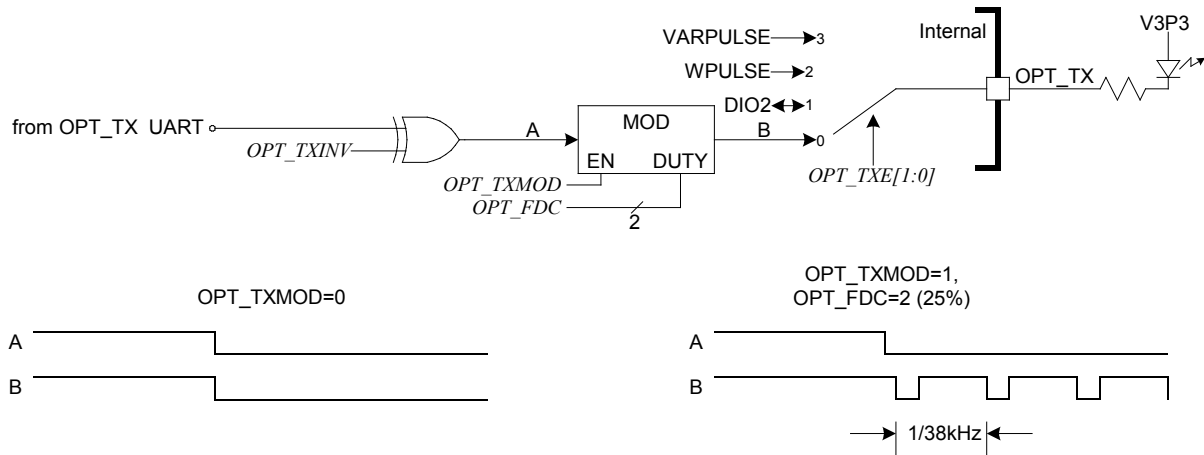 VARPULSE 3
WPULSE 2
DIO2 1
Internal
V3P3
OPT_TX
from OPT_TX UART
OPT_TXINV
A
MOD
EN DUTY
B
0
OPT_TXMOD
OPT_FDC
2
OPT_TXE[1:0]
OPT_TXMOD=0
A
B
OPT_TXMOD=1,
OPT_FDC=2 (25%)
A
B
1/38kHz